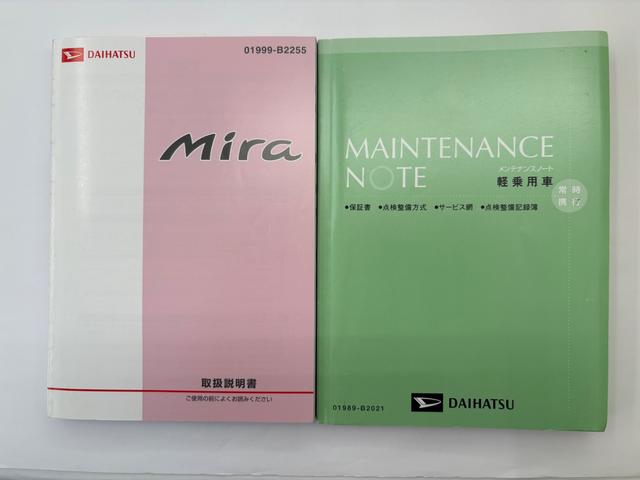 DAIHATSU
01999-B2255
Mira
取扱説明書
ご使用の前によくお読みください
MAINTENANCE
NOTE
メンテナンスノート
軽乗用車
常時
携行
●保証書 ●点検整備方式 ●サービス網 ●点検整備記録簿
01989-B2021
DAIHATSU